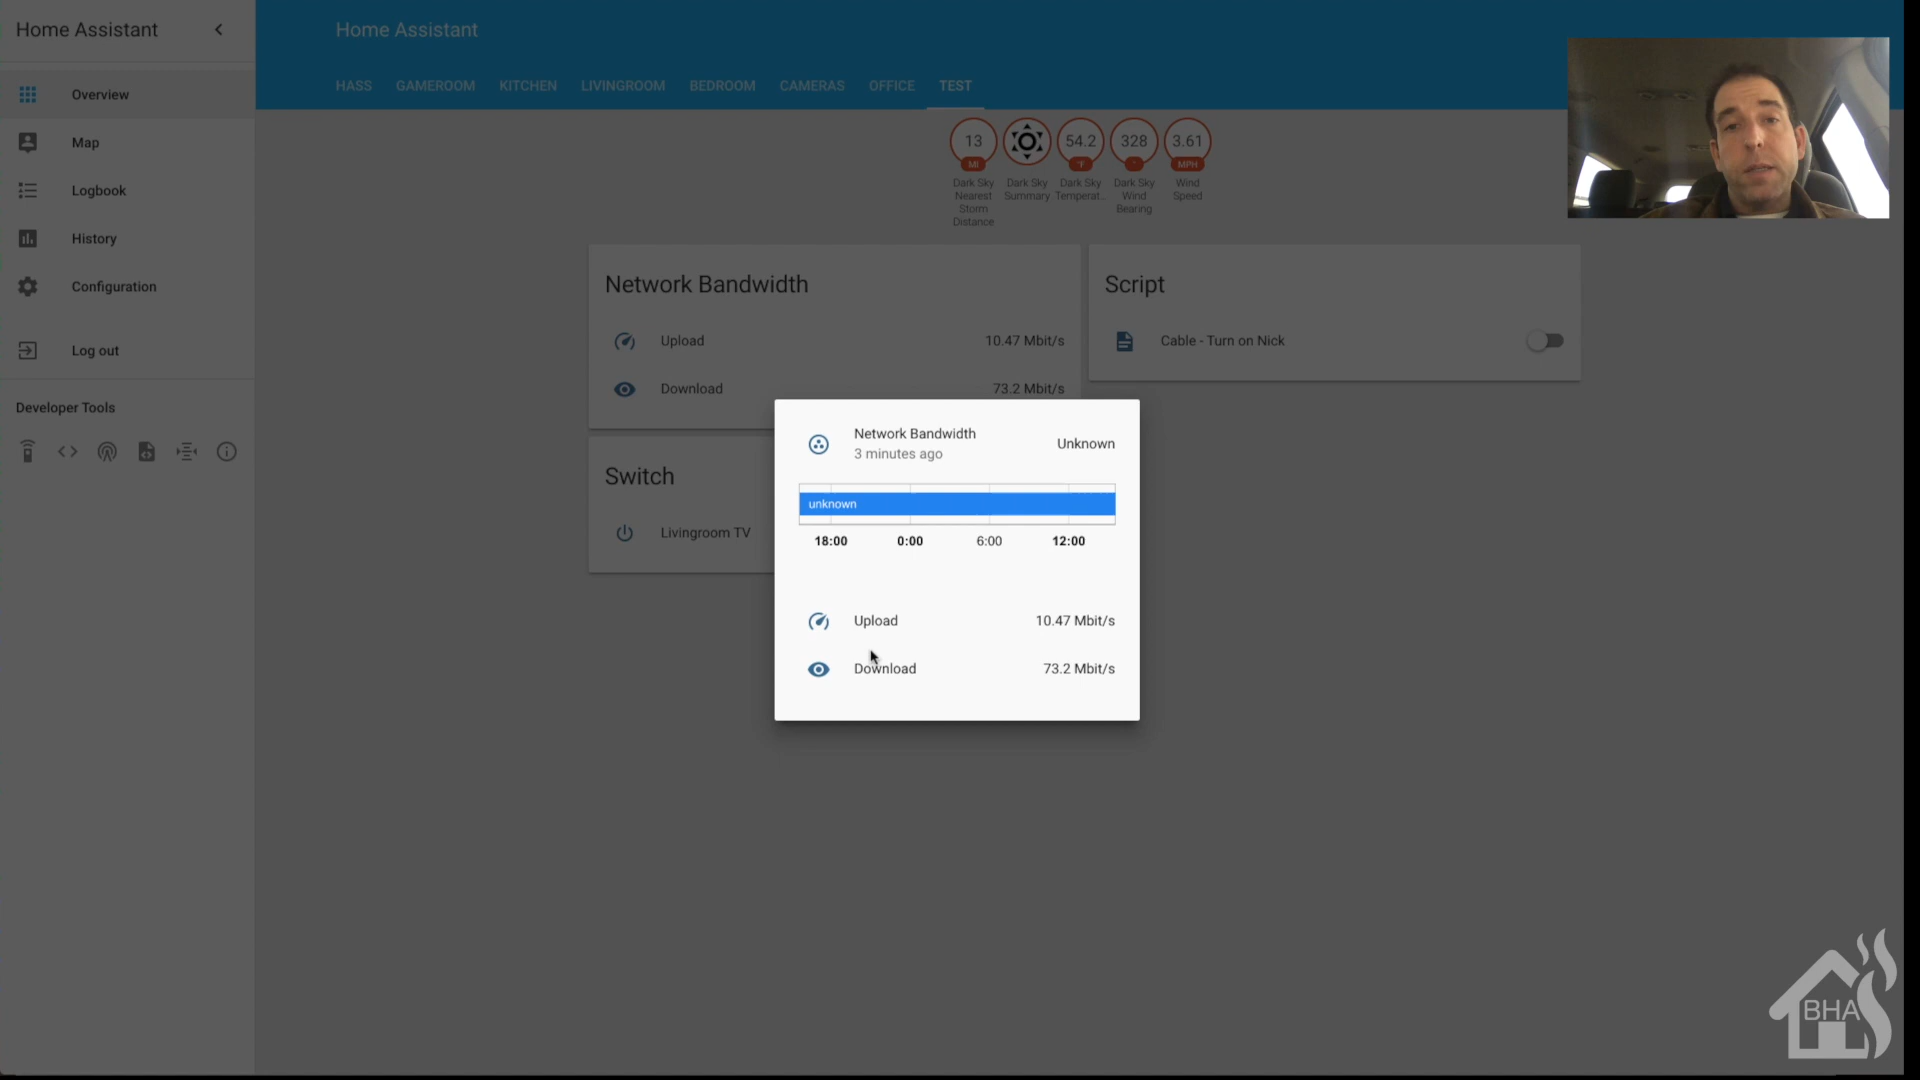 Home Assistant
Overview
Map
Logbook
History
Configuration
Log out
Developer Tools
Home Assistant
HASS GAMEROOM KITCHEN LIVINGROOM BEDROOM CAMERAS OFFICE TEST
13 54.2 328 3.61
MI °F ° MPH
Dark Sky Nearest Storm Distance
Dark Sky Summary
Dark Sky Temperat...
Dark Sky Wind Bearing
Wind Speed
Network Bandwidth
Upload 10.47 Mbit/s
Download 73.2 Mbit/s
Script
Cable - Turn on Nick
Switch
Livingroom TV
Network Bandwidth Unknown
3 minutes ago
unknown
18:00 0:00 6:00 12:00
Upload 10.47 Mbit/s
Download 73.2 Mbit/s
BHA